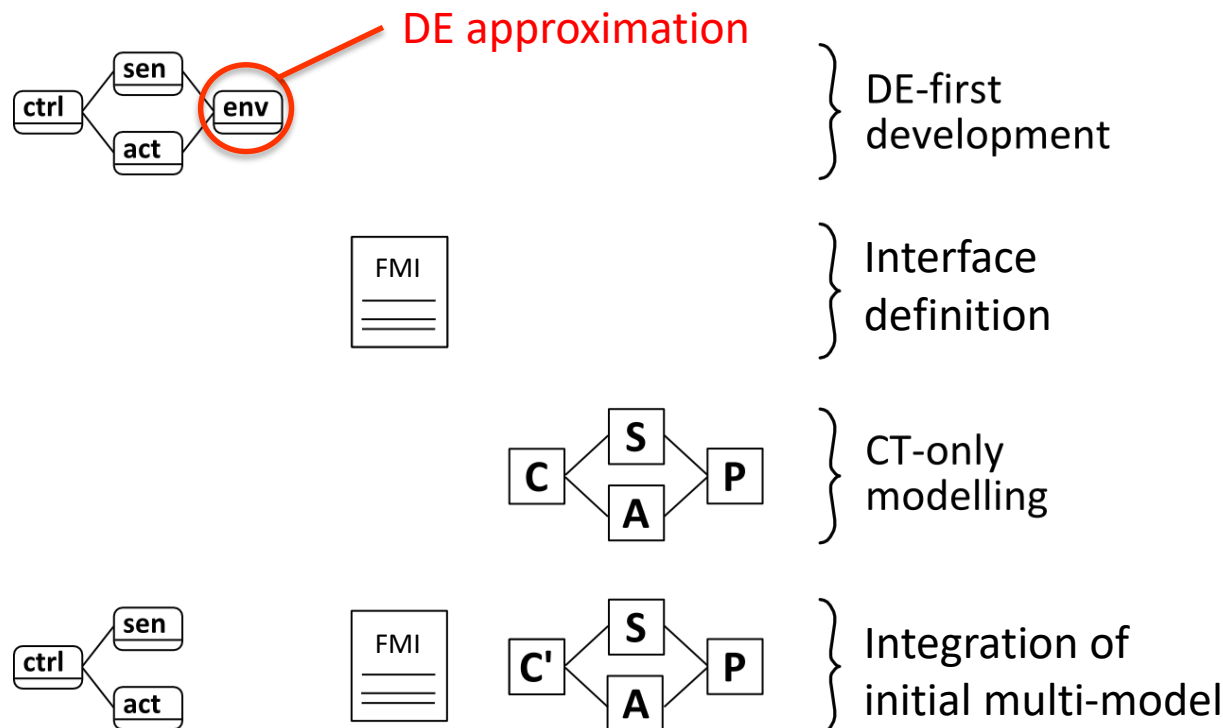 DE approximation
sen
ctrl
env
act
DE-first
development
FMI
Interface
definition
S
C
P
A
CT-only
modelling
sen
ctrl
act
FMI
S
C'
P
A
Integration of
initial multi-model